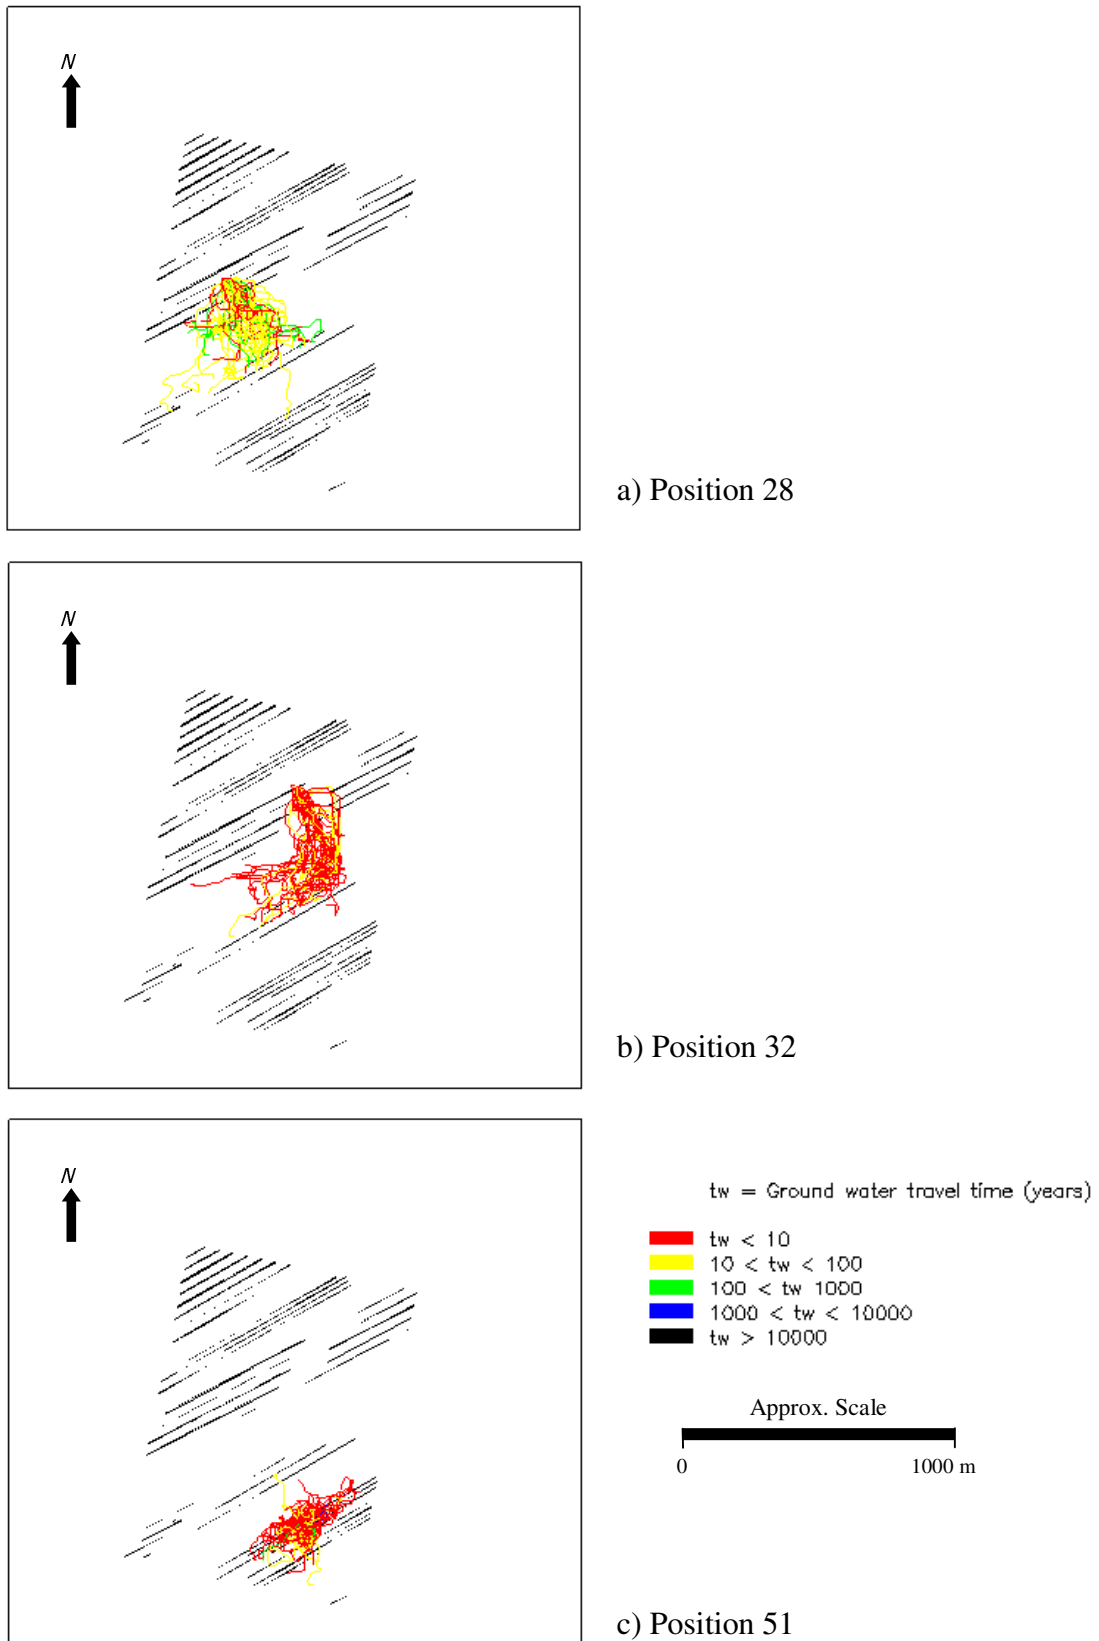 N
a) Position 28
N
b) Position 32
N
tw = Ground water travel time (years)
tw < 10
10 < tw < 100
100 < tw 1000
1000 < tw < 10000
tw > 10000
Approx. Scale
0 1000 m
c) Position 51